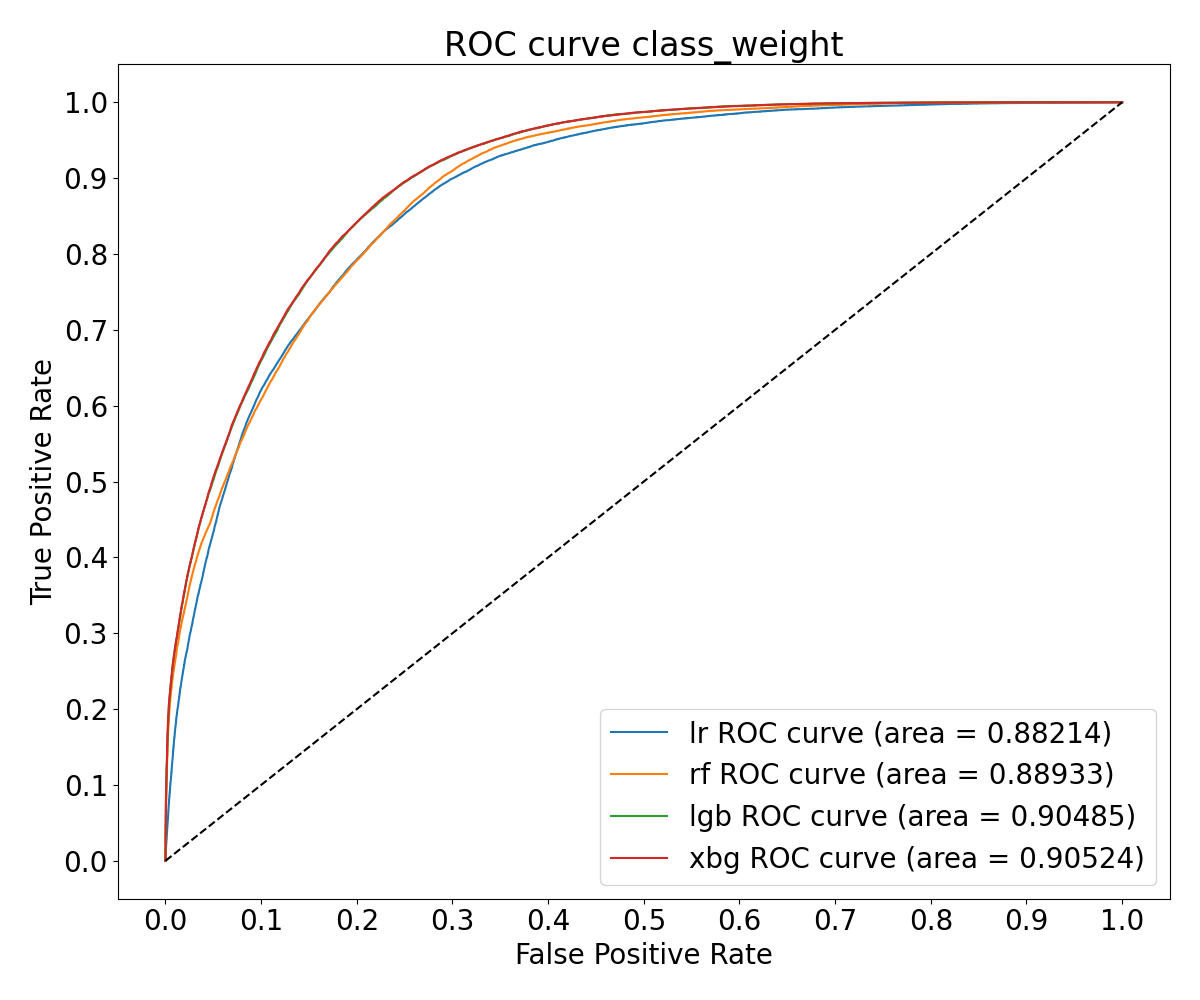 ROC curve class_weight
True Positive Rate
1.0
0.9
0.8
0.7
0.6
0.5
0.4
0.3
0.2
0.1
0.0
lr ROC curve (area = 0.88214)
rf ROC curve (area = 0.88933)
lgb ROC curve (area = 0.90485)
xbg ROC curve (area = 0.90524)
0.0 0.1 0.2 0.3 0.4 0.5 0.6 0.7 0.8 0.9 1.0
False Positive Rate